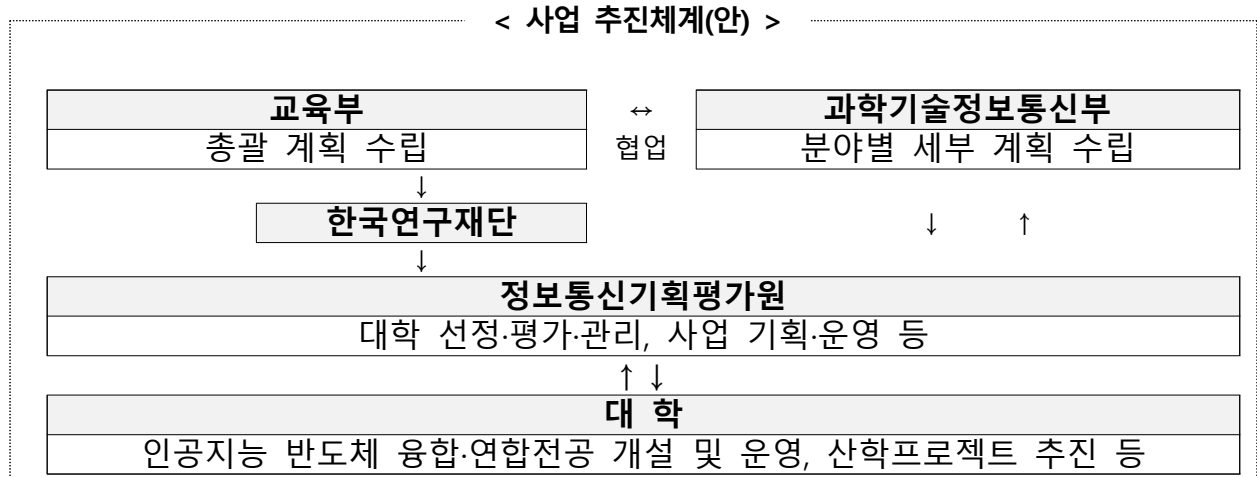 < 사업 추진체계(안) >
교육부 ↔ 과학기술정보통신부
총괄 계획 수립 협업 분야별 세부 계획 수립
↓
한국연구재단 ↓ ↑
↓
정보통신기획평가원
대학 선정·평가·관리, 사업 기획·운영 등
↑↓
대 학
인공지능 반도체 융합·연합전공 개설 및 운영, 산학프로젝트 추진 등